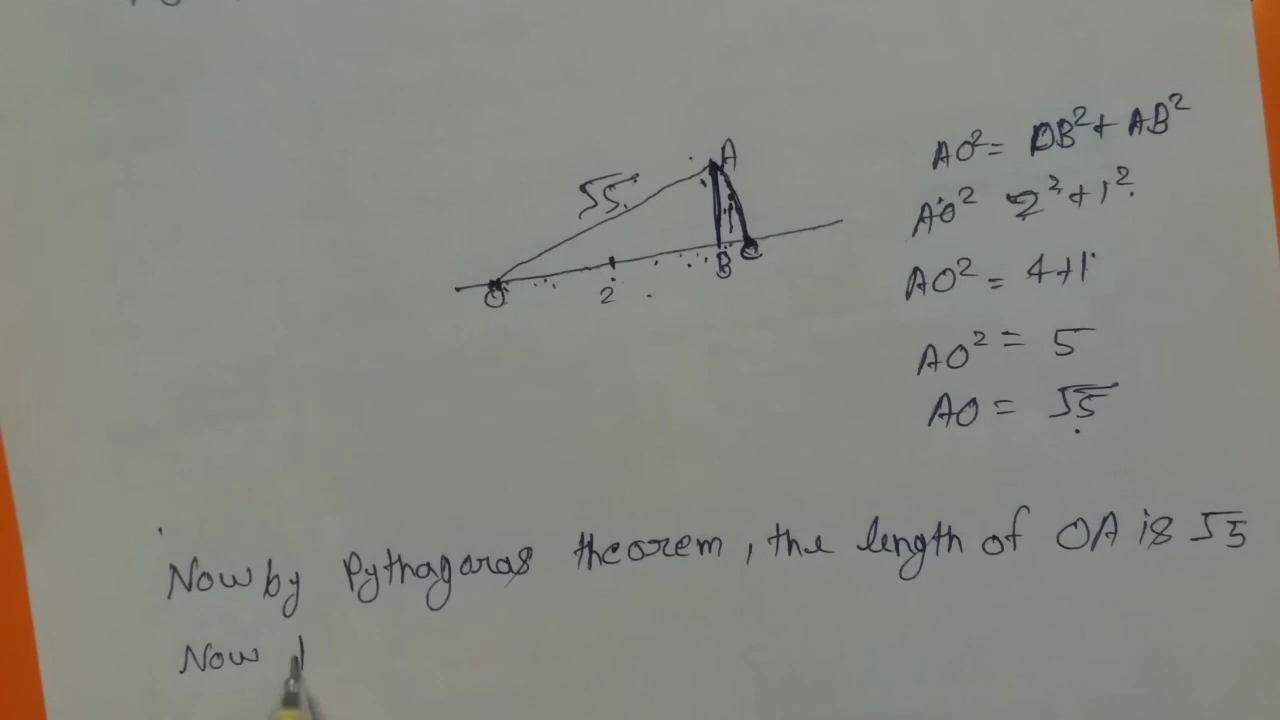 A
√5
O
2
B
C
AO² = OB² + AB²
AO² 2² + 1²
AO² = 4+1
AO² = 5
AO = √5
Now by Pythagoras theorem, the length of OA is √5
Now